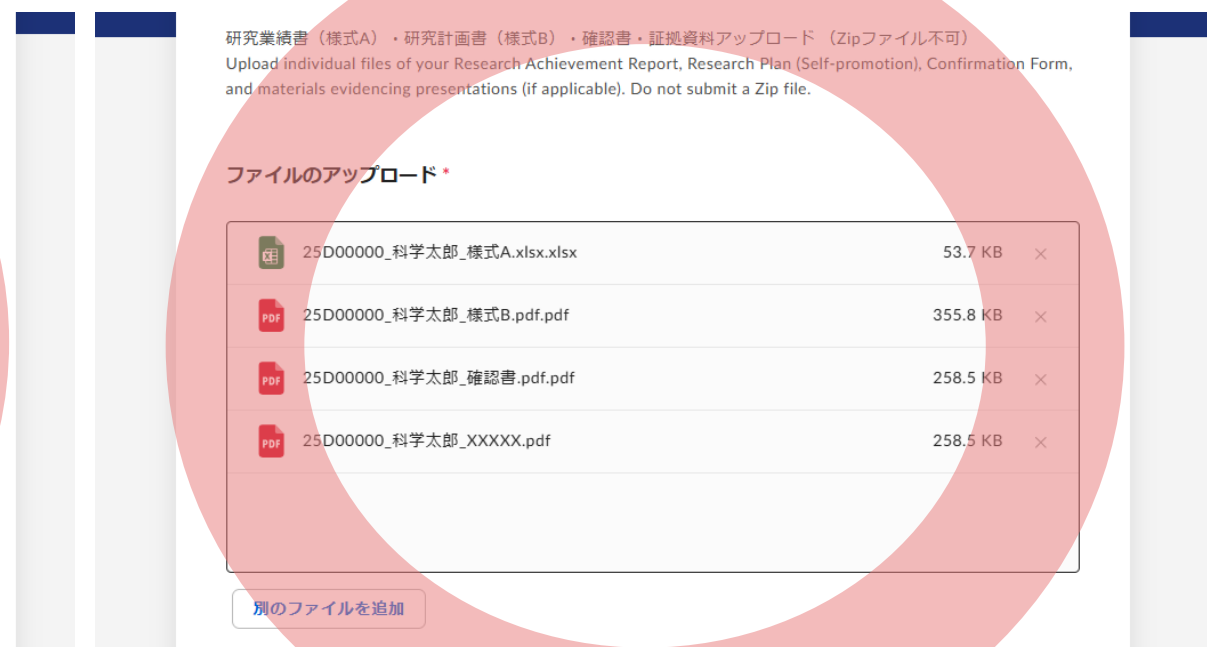 研究業績書（様式A）・研究計画書（様式B）・確認書・証拠資料アップロード （Zipファイル不可）
Upload individual files of your Research Achievement Report, Research Plan (Self-promotion), Confirmation Form,
and materials evidencing presentations (if applicable). Do not submit a Zip file.
ファイルのアップロード *
25D00000_科学太郎_様式A.xlsx.xlsx 53.7 KB ×
PDF 25D00000_科学太郎_様式B.pdf.pdf 355.8 KB ×
PDF 25D00000_科学太郎_確認書.pdf.pdf 258.5 KB ×
PDF 25D00000_科学太郎_XXXXX.pdf 258.5 KB ×
別のファイルを追加